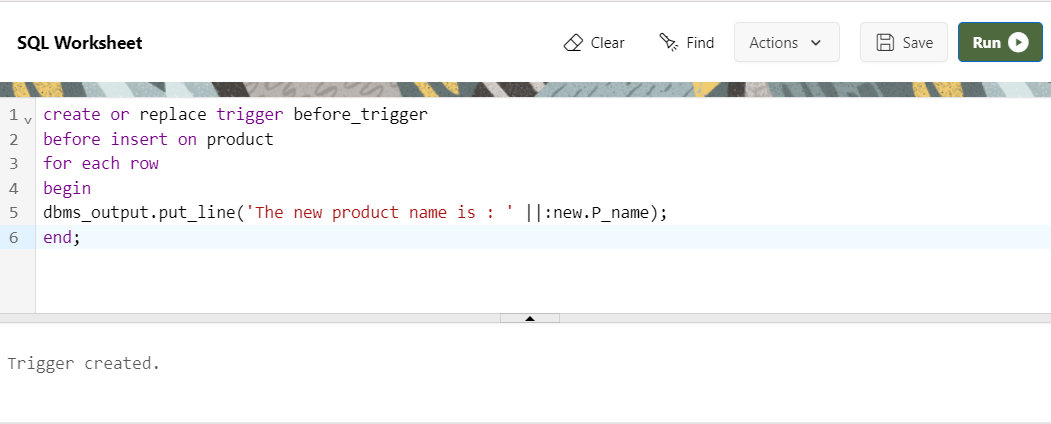 SQL Worksheet Clear Find Actions Save Run
1 create or replace trigger before_trigger
2 before insert on product
3 for each row
4 begin
5 dbms_output.put_line('The new product name is : ' ||:new.P_name);
6 end;
Trigger created.